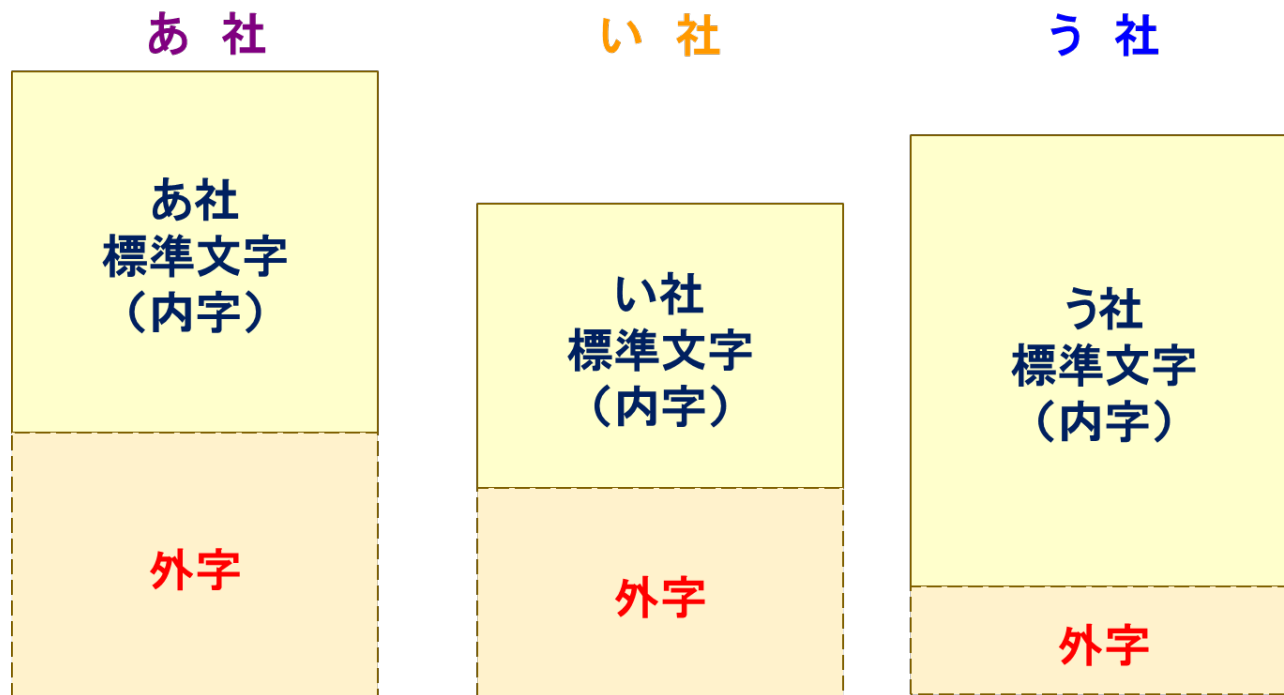 あ 社
い 社
う 社
あ社
標準文字
（内字）
外字
い社
標準文字
（内字）
外字
う社
標準文字
（内字）
外字